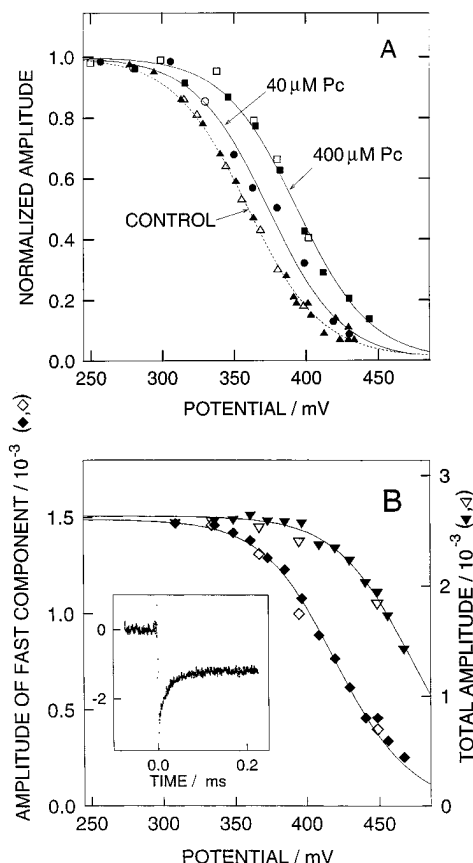 A
1.0
0.8
0.6
0.4
0.2
0.0
NORMALIZED AMPLITUDE
40 μM Pc
400 μM Pc
CONTROL
250 300 350 400 450
POTENTIAL / mV
B
AMPLITUDE OF FAST COMPONENT / 10⁻³ (◆,◇)
1.5
1.0
0.5
0.0
TOTAL AMPLITUDE / 10⁻³ (▼,▽)
3
2
1
0
0
-2
0.0 0.2
TIME / ms
250 300 350 400 450
POTENTIAL / mV